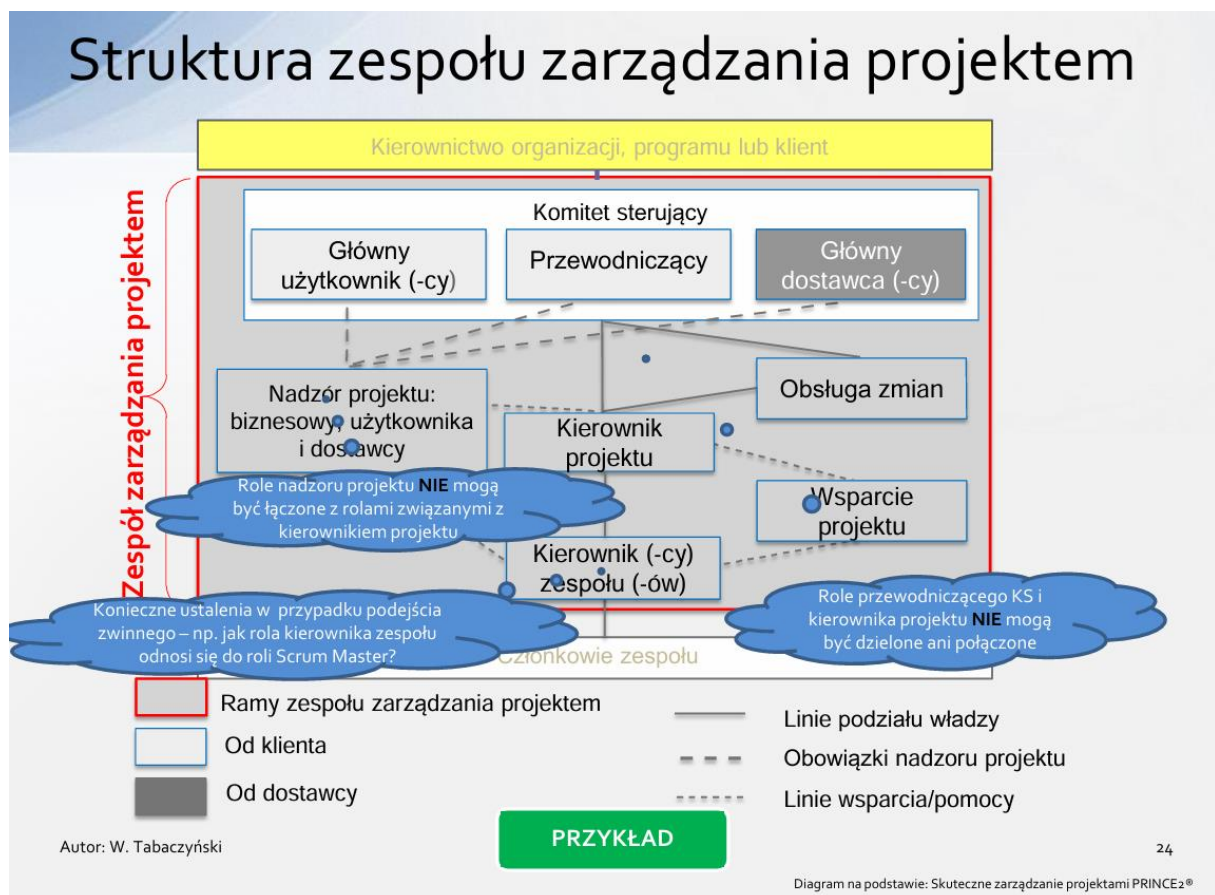 Struktura zespołu zarządzania projektem
Kierownictwo organizacji, programu lub klient
Zespół zarządzania projektem
Komitet sterujący
Główny
użytkownik (-cy)
Przewodniczący
Główny
dostawca (-cy)
Nadzór projektu:
biznesowy, użytkownika
i dostawcy
Obsługa zmian
Kierownik
projektu
Role nadzoru projektu NIE mogą
być łączone z rolami związanymi z
kierownikiem projektu
Wsparcie
projektu
Kierownik (-cy)
zespołu (-ów)
Konieczne ustalenia w przypadku podejścia
zwinnego – np. jak rola kierownika zespołu
odnosi się do roli Scrum Master?
Role przewodniczącego KS i
kierownika projektu NIE mogą
być dzielone ani połączone
Członkowie zespołu
Ramy zespołu zarządzania projektem
Od klienta
Od dostawcy
Linie podziału władzy
Obowiązki nadzoru projektu
Linie wsparcia/pomocy
PRZYKŁAD
Autor: W. Tabaczyński
24
Diagram na podstawie: Skuteczne zarządzanie projektami PRINCE2®